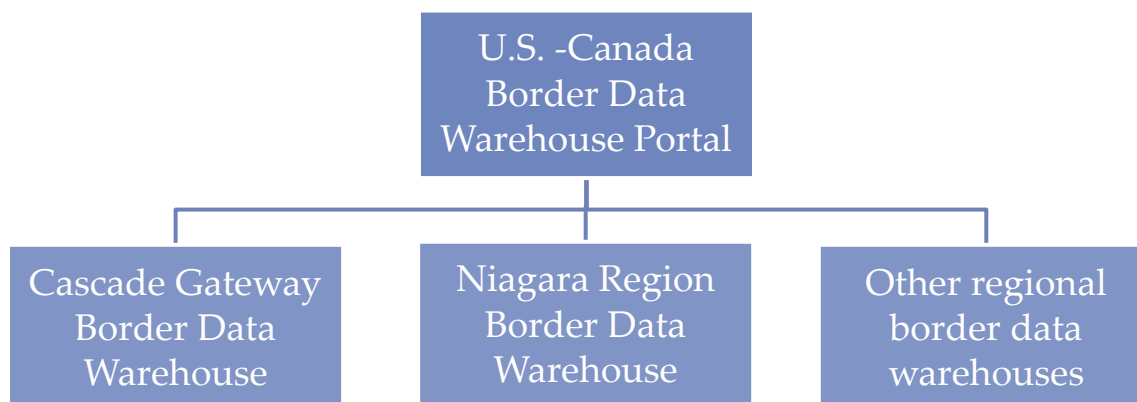 U.S. -Canada
Border Data
Warehouse Portal
Cascade Gateway
Border Data
Warehouse
Niagara Region
Border Data
Warehouse
Other regional
border data
warehouses